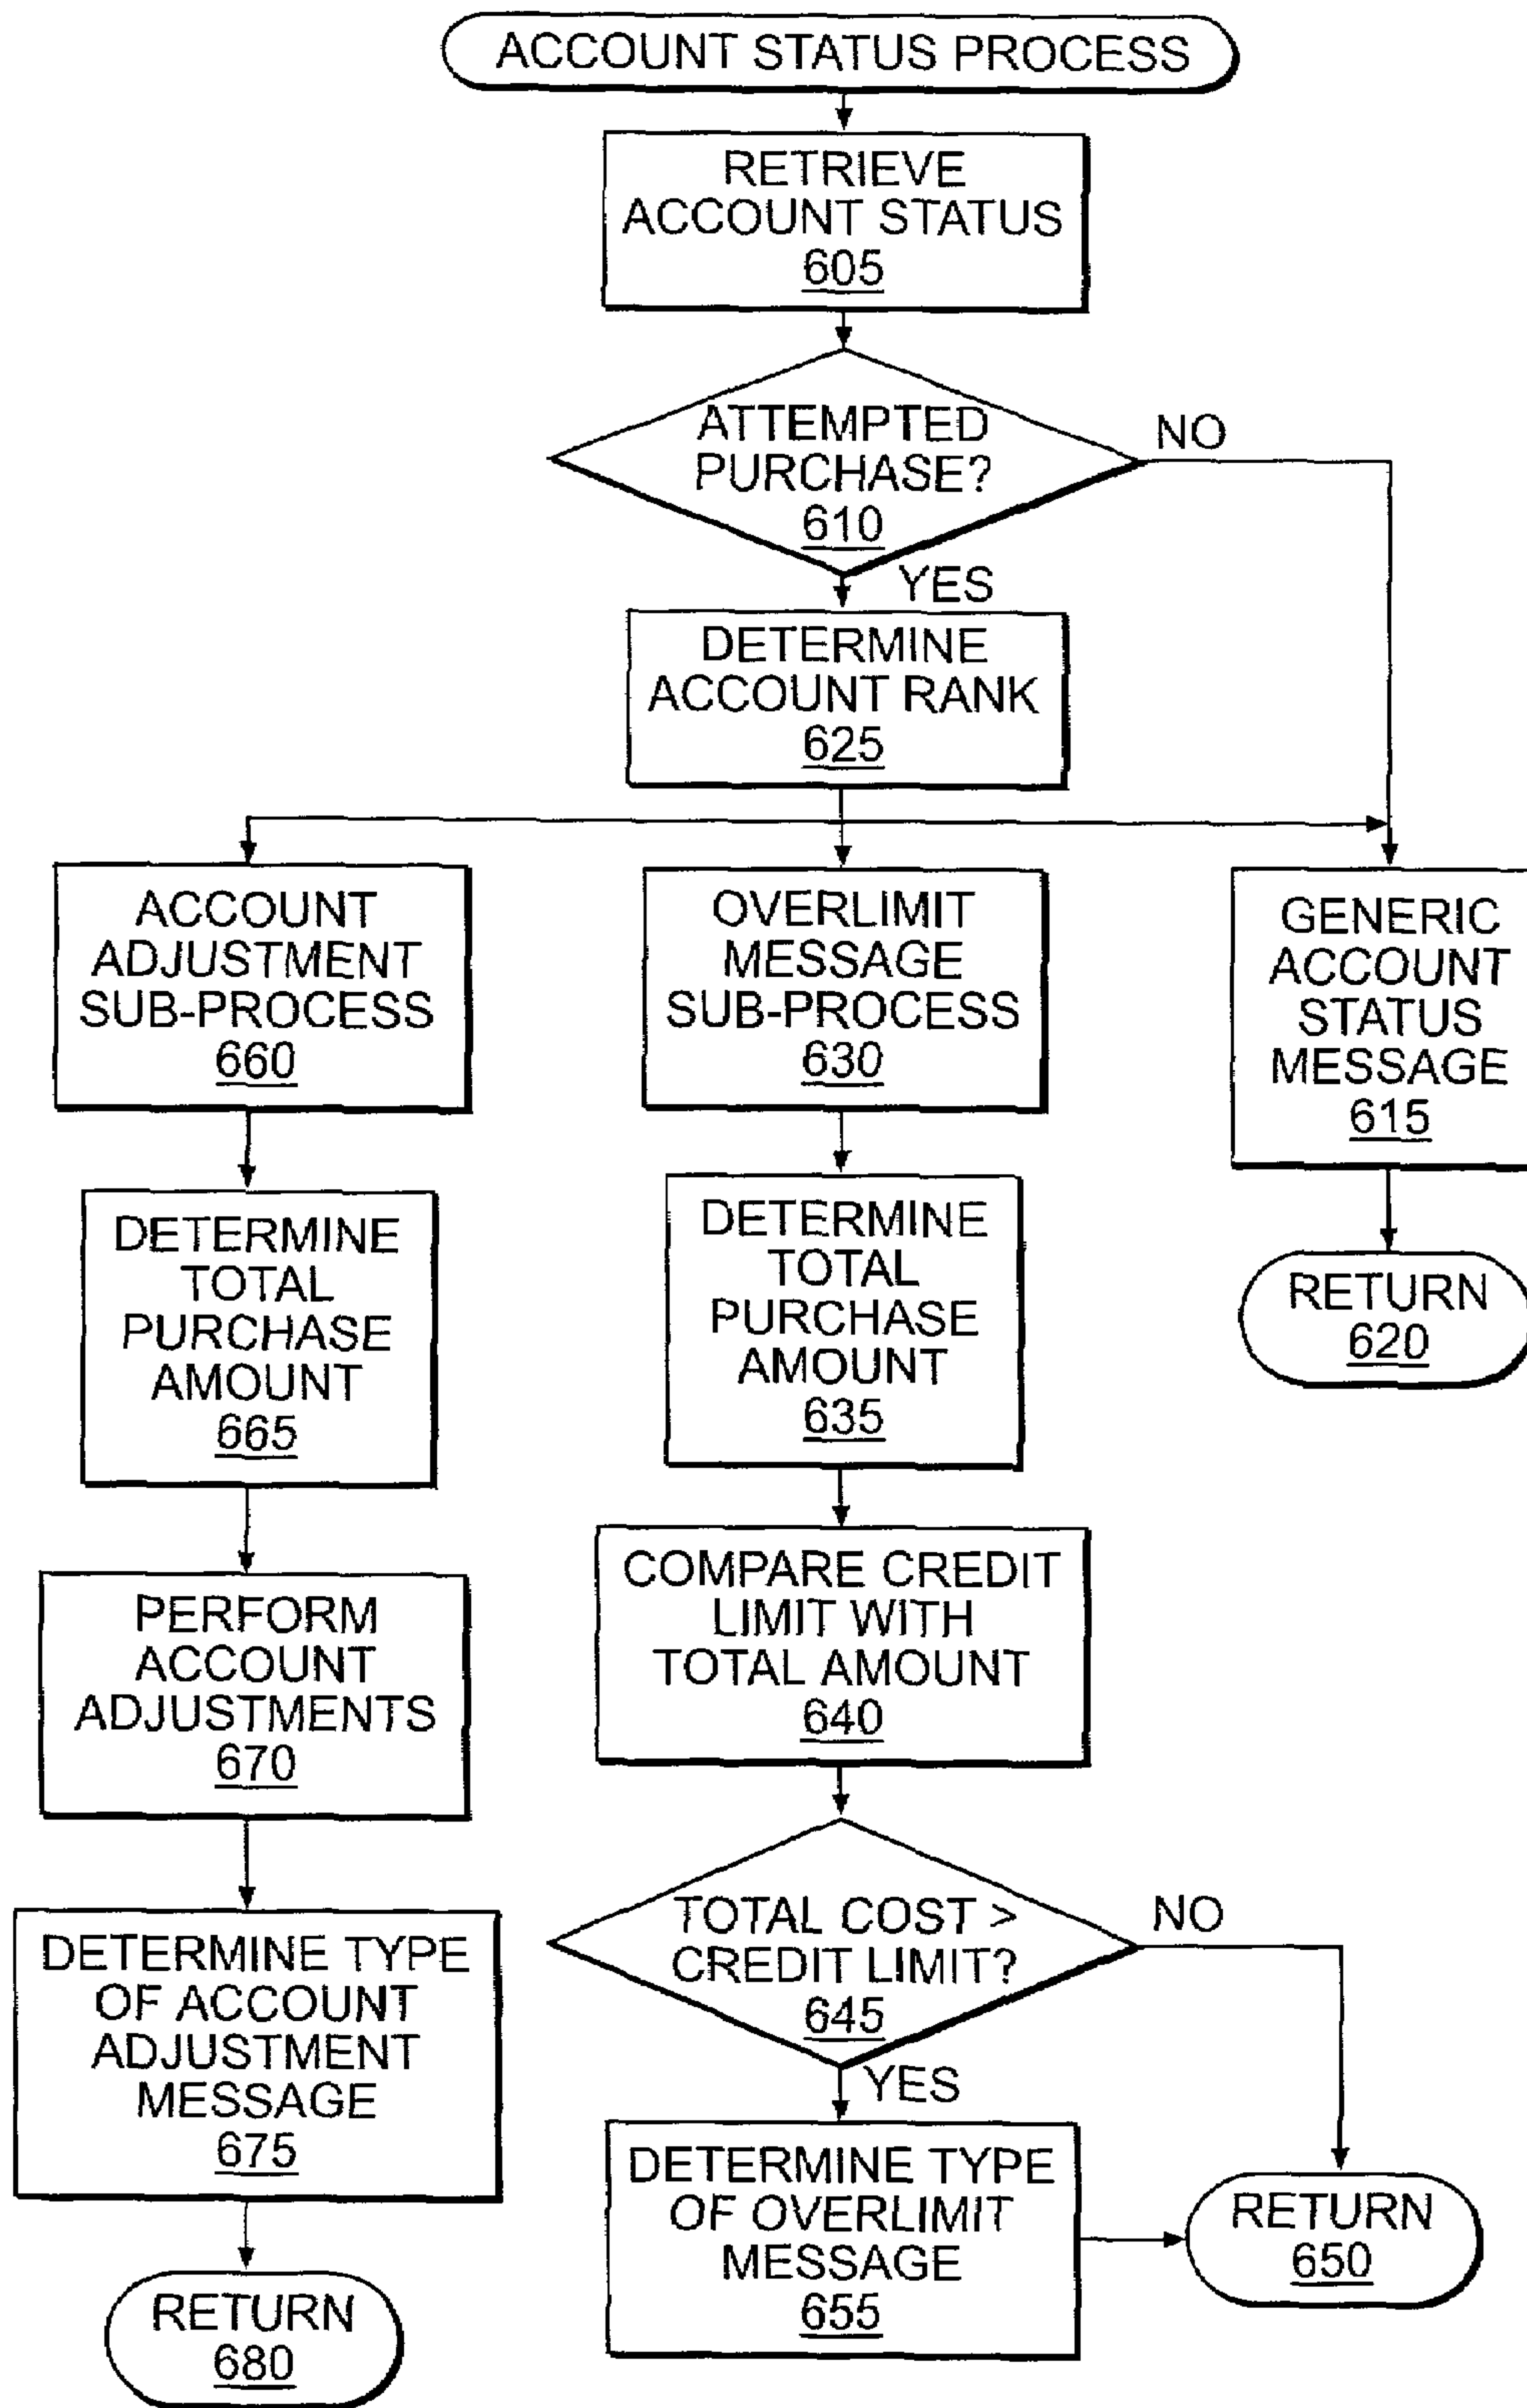 ACCOUNT STATUS PROCESS
RETRIEVE
ACCOUNT STATUS
605
ATTEMPTED
PURCHASE?
610
NO
YES
DETERMINE
ACCOUNT RANK
625
ACCOUNT
ADJUSTMENT
SUB-PROCESS
660
OVERLIMIT
MESSAGE
SUB-PROCESS
630
GENERIC
ACCOUNT
STATUS
MESSAGE
615
DETERMINE
TOTAL
PURCHASE
AMOUNT
665
DETERMINE
TOTAL
PURCHASE
AMOUNT
635
RETURN
620
PERFORM
ACCOUNT
ADJUSTMENTS
670
COMPARE CREDIT
LIMIT WITH
TOTAL AMOUNT
640
DETERMINE TYPE
OF ACCOUNT
ADJUSTMENT
MESSAGE
675
TOTAL COST >
CREDIT LIMIT?
645
NO
YES
DETERMINE TYPE
OF OVERLIMIT
MESSAGE
655
RETURN
650
RETURN
680